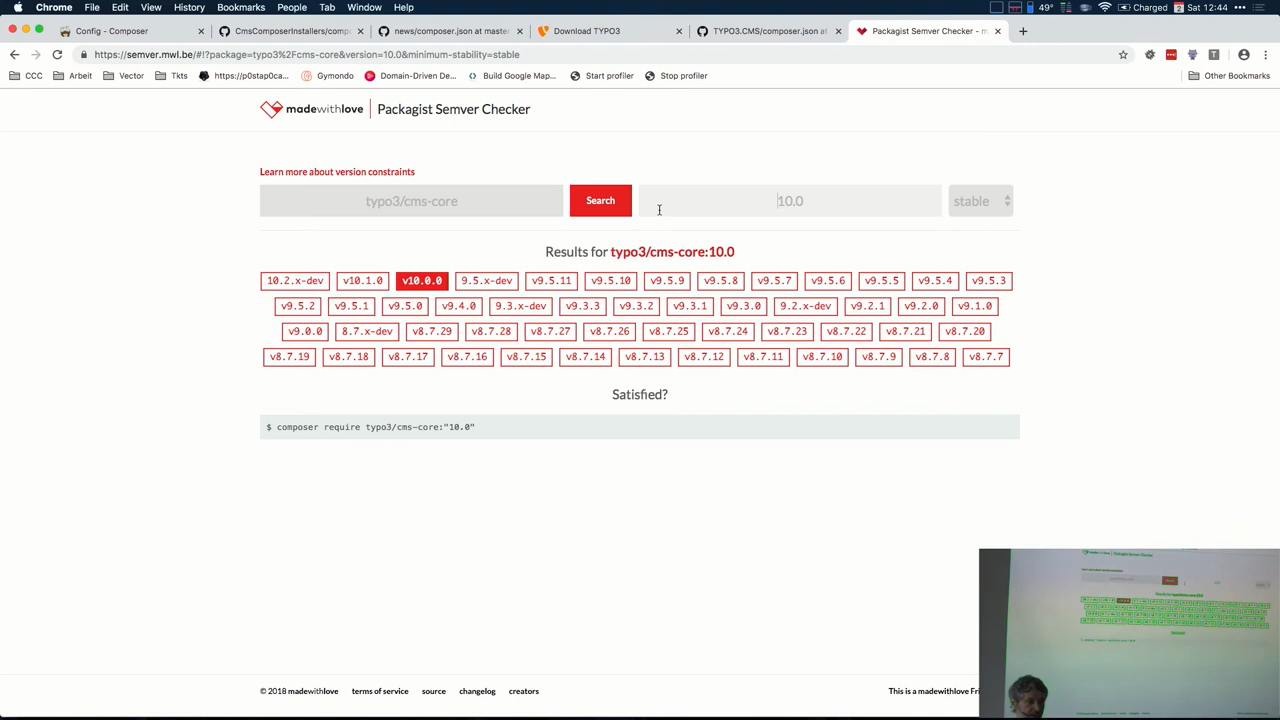 Chrome File Edit View History Bookmarks People Tab Window Help 49° Charged 2 Sat 12:44
Config - Composer CmsComposerInstallers/comp news/composer.json at master Download TYPO3 TYPO3.CMS/composer.json at Packagist Semver Checker - m
https://semver.mwl.be/#!?package=typo3%2Fcms-core&version=10.0&minimum-stability=stable
CCC Arbeit Vector Tkts https://p0stap0ca... Gymondo Domain-Driven De... Build Google Map... Start profiler Stop profiler Other Bookmarks
madewithlove Packagist Semver Checker
Learn more about version constraints
typo3/cms-core Search 10.0 stable
Results for typo3/cms-core:10.0
10.2.x-dev v10.1.0 v10.0.0 9.5.x-dev v9.5.11 v9.5.10 v9.5.9 v9.5.8 v9.5.7 v9.5.6 v9.5.5 v9.5.4 v9.5.3
v9.5.2 v9.5.1 v9.5.0 v9.4.0 9.3.x-dev v9.3.3 v9.3.2 v9.3.1 v9.3.0 9.2.x-dev v9.2.1 v9.2.0 v9.1.0
v9.0.0 8.7.x-dev v8.7.29 v8.7.28 v8.7.27 v8.7.26 v8.7.25 v8.7.24 v8.7.23 v8.7.22 v8.7.21 v8.7.20
v8.7.19 v8.7.18 v8.7.17 v8.7.16 v8.7.15 v8.7.14 v8.7.13 v8.7.12 v8.7.11 v8.7.10 v8.7.9 v8.7.8 v8.7.7
Satisfied?
$ composer require typo3/cms-core:"10.0"
© 2018 madewithlove terms of service source changelog creators This is a madewithlove Fri